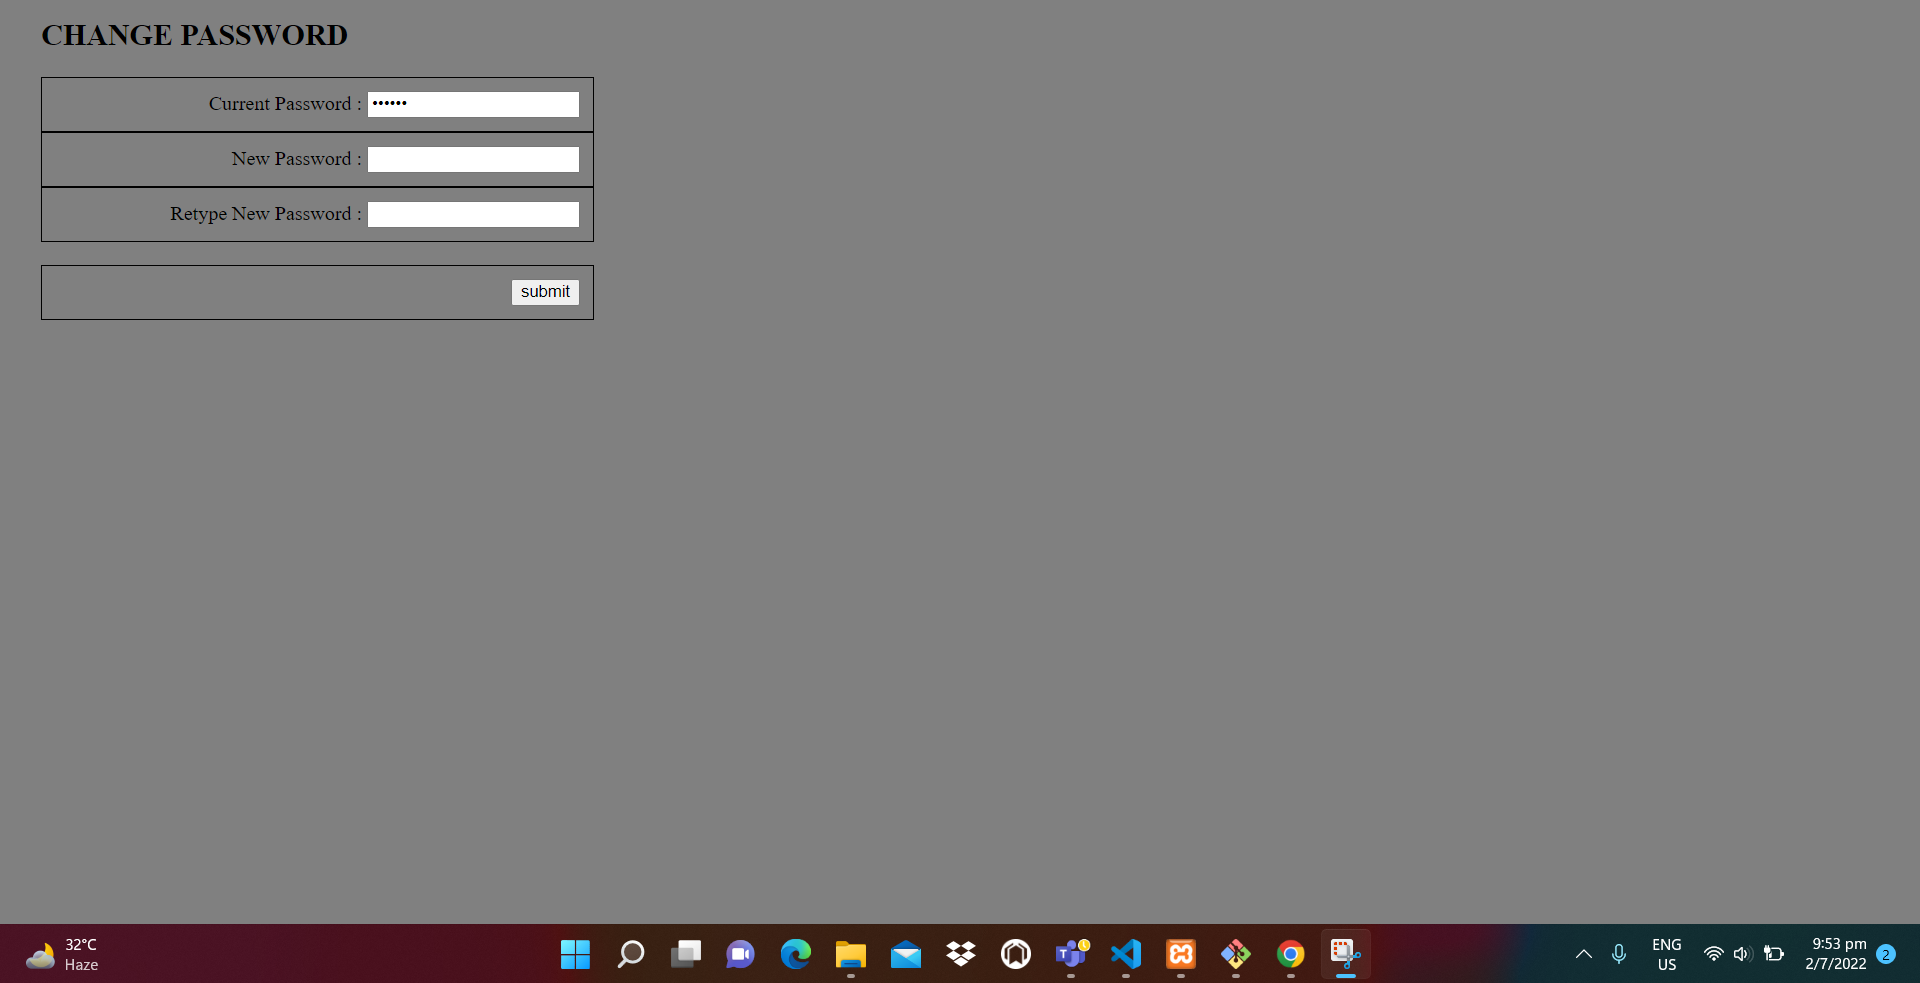 CHANGE PASSWORD
Current Password : ••••••
New Password :
Retype New Password :
submit
32°C
Haze
ENG
US
9:53 pm
2/7/2022
2